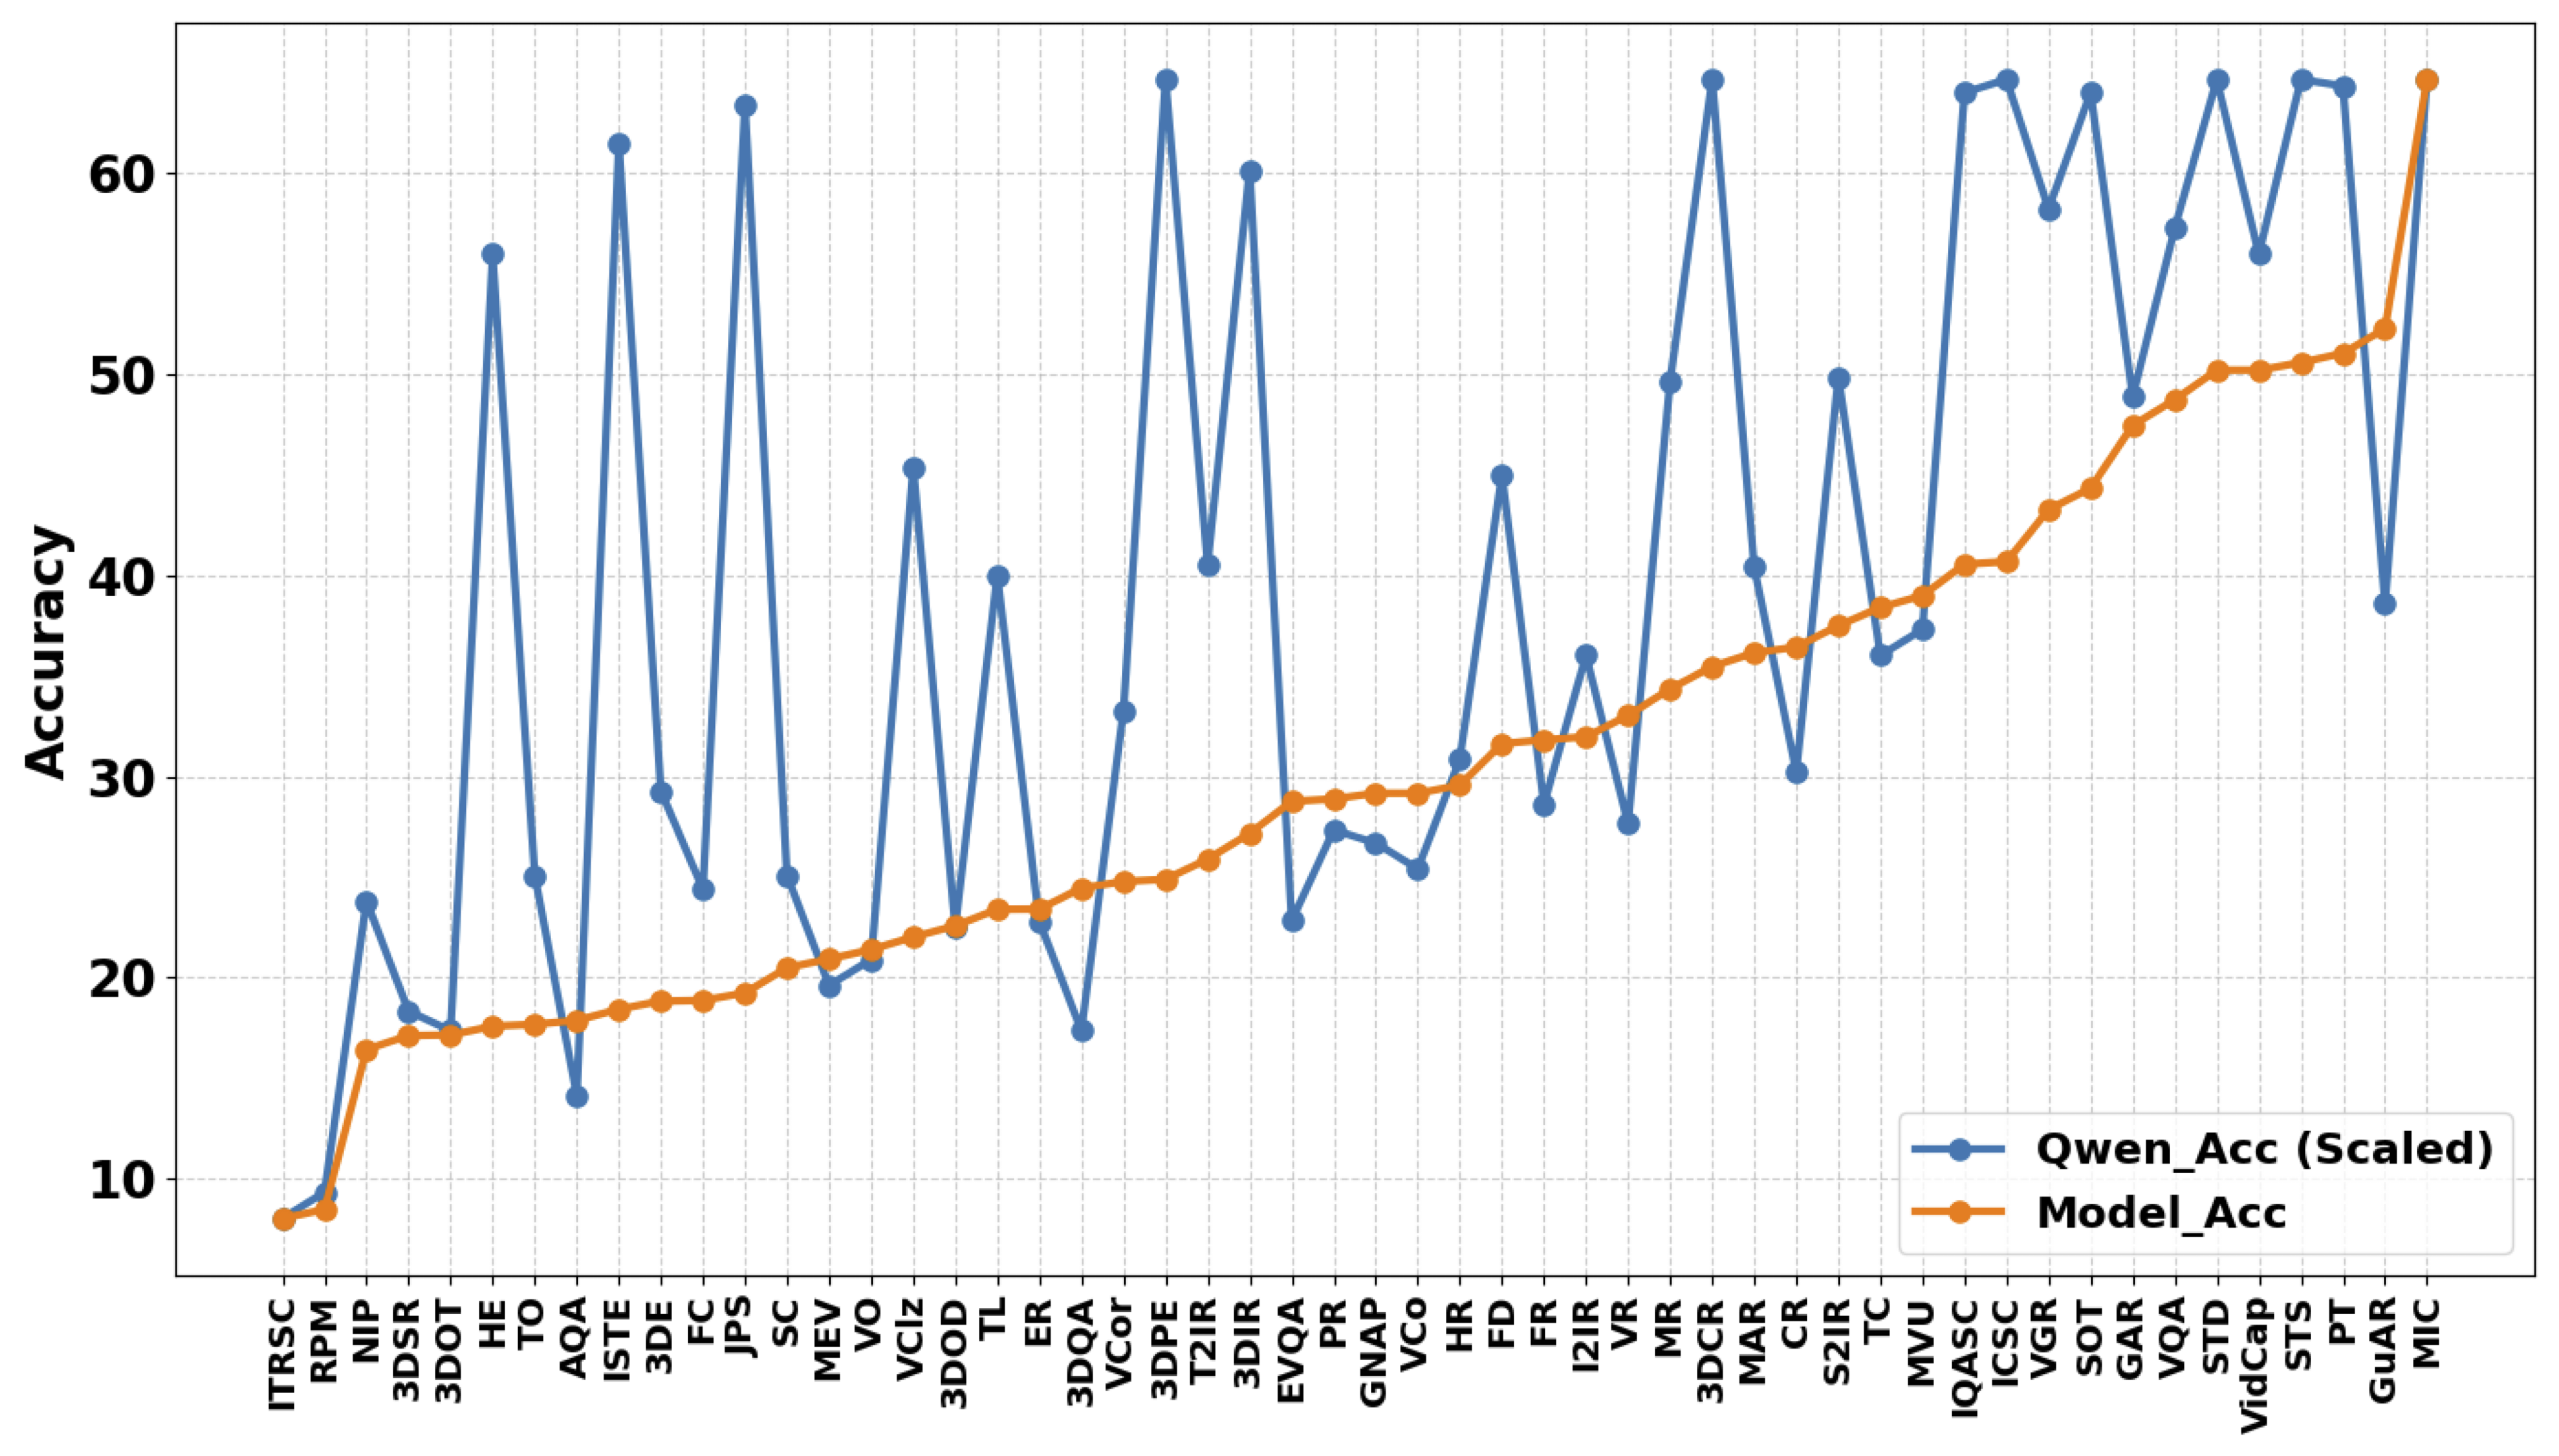 Accuracy
60
50
40
30
20
10
Qwen_Acc (Scaled)
Model_Acc
ITRSC
RPM
NIP
3DSR
3DOT
HE
TO
AQA
ISTE
3DE
FC
JPS
SC
MEV
VO
VClz
3DOD
TL
ER
3DQA
VCor
3DPE
T2IR
3DIR
EVQA
PR
GNAP
VCo
HR
FD
FR
I2IR
VR
MR
3DCR
MAR
CR
S2IR
TC
MVU
IQASC
ICSC
VGR
SOT
GAR
VQA
STD
VidCap
STS
PT
GuAR
MIC